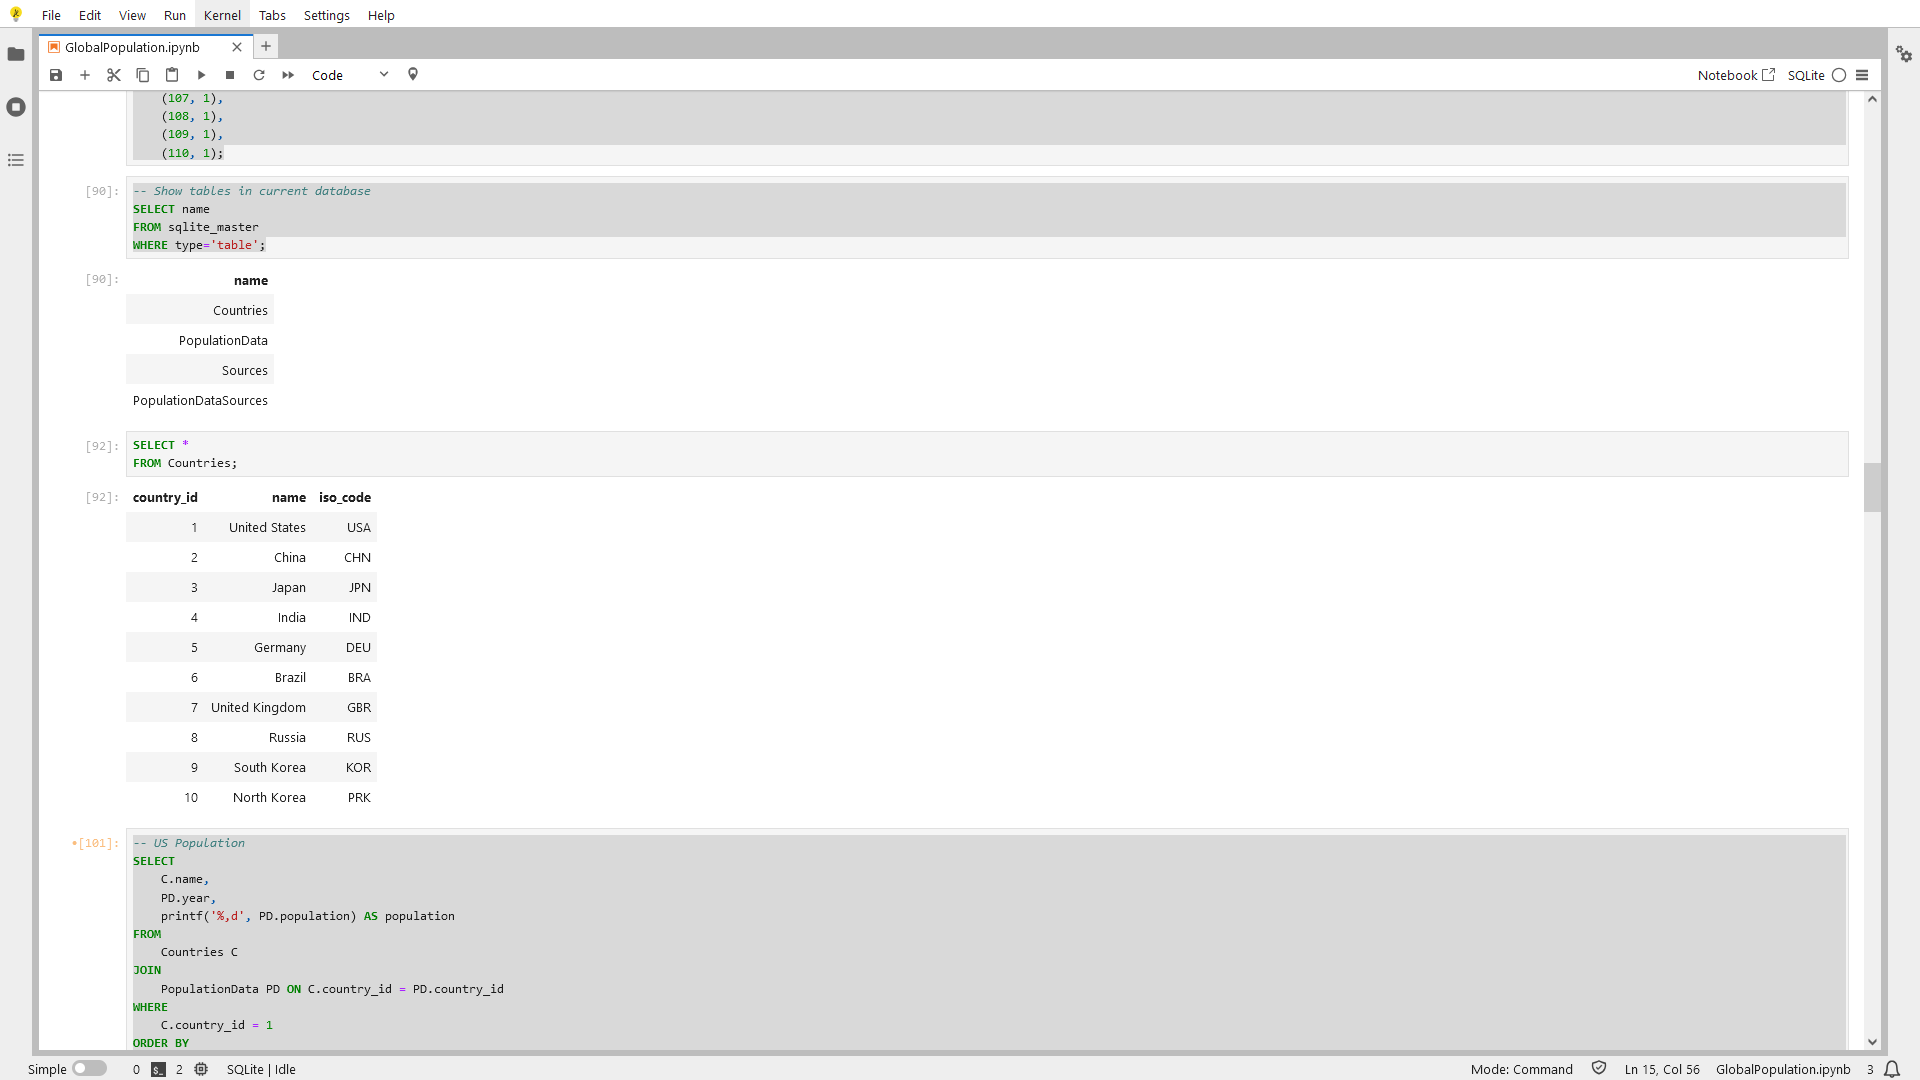 File Edit View Run Kernel Tabs Settings Help
GlobalPopulation.ipynb
Code
Notebook SQLite
(107, 1),
(108, 1),
(109, 1),
(110, 1);
[90]: -- Show tables in current database
SELECT name
FROM sqlite_master
WHERE type='table';
[90]: name
Countries
PopulationData
Sources
PopulationDataSources
[92]: SELECT *
FROM Countries;
[92]: country_id name iso_code
1 United States USA
2 China CHN
3 Japan JPN
4 India IND
5 Germany DEU
6 Brazil BRA
7 United Kingdom GBR
8 Russia RUS
9 South Korea KOR
10 North Korea PRK
•[101]: -- US Population
SELECT
C.name,
PD.year,
printf('%,d', PD.population) AS population
FROM
Countries C
JOIN
PopulationData PD ON C.country_id = PD.country_id
WHERE
C.country_id = 1
ORDER BY
Simple 0 $_ 2 SQLite | Idle Mode: Command Ln 15, Col 56 GlobalPopulation.ipynb 3